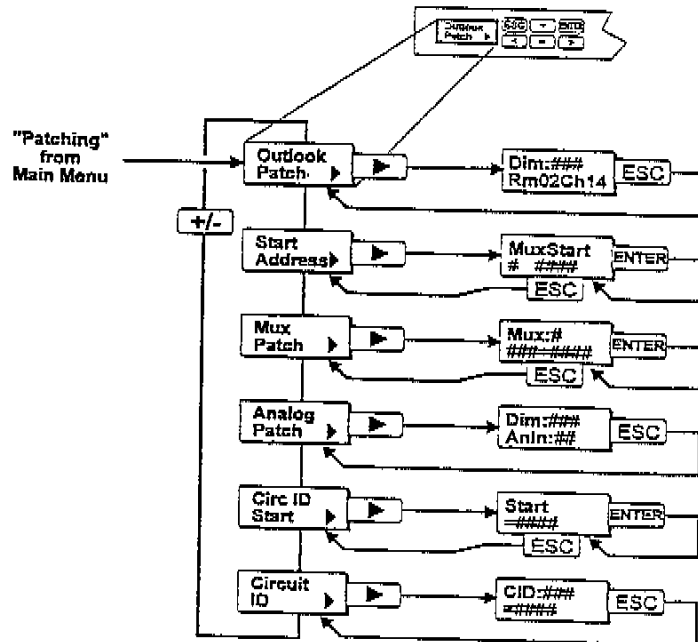 Outlook
Patch
ESC
ENTER
"Patching"
from
Main Menu
Outlook
Patch
Dim:###
Rm02Ch14
ESC
+/-
Start
Address
MuxStart
# ####
ENTER
ESC
Mux
Patch
Mux:#
###=####
ENTER
ESC
Analog
Patch
Dim:###
AnIn:##
ESC
Circ ID
Start
Start
=####
ENTER
ESC
Circuit
ID
CID:###
=####
ESC